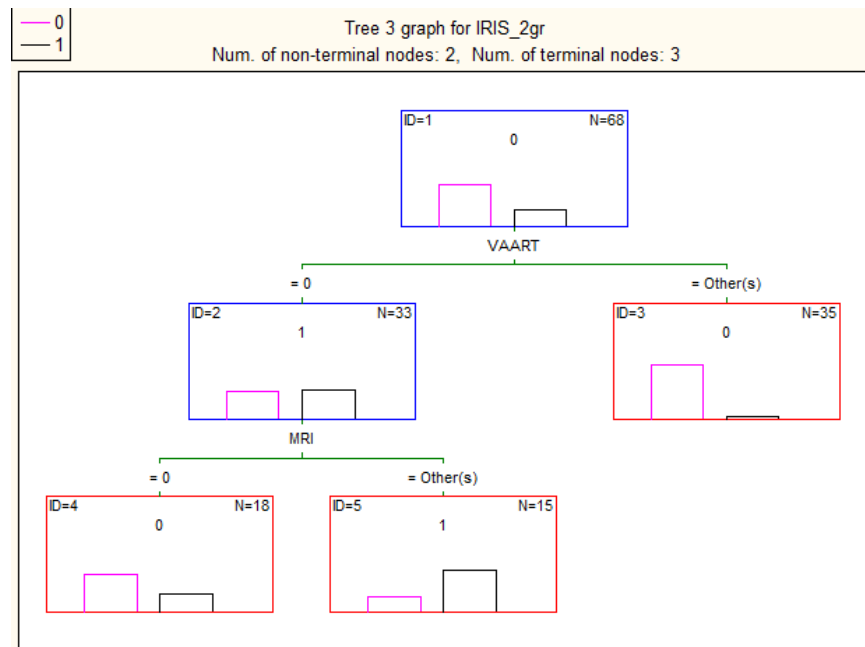 0
1
Tree 3 graph for IRIS_2gr
Num. of non-terminal nodes: 2, Num. of terminal nodes: 3
ID=1 N=68
0
VAART
= 0 = Other(s)
ID=2 N=33
1
ID=3 N=35
0
MRI
= 0 = Other(s)
ID=4 N=18
0
ID=5 N=15
1